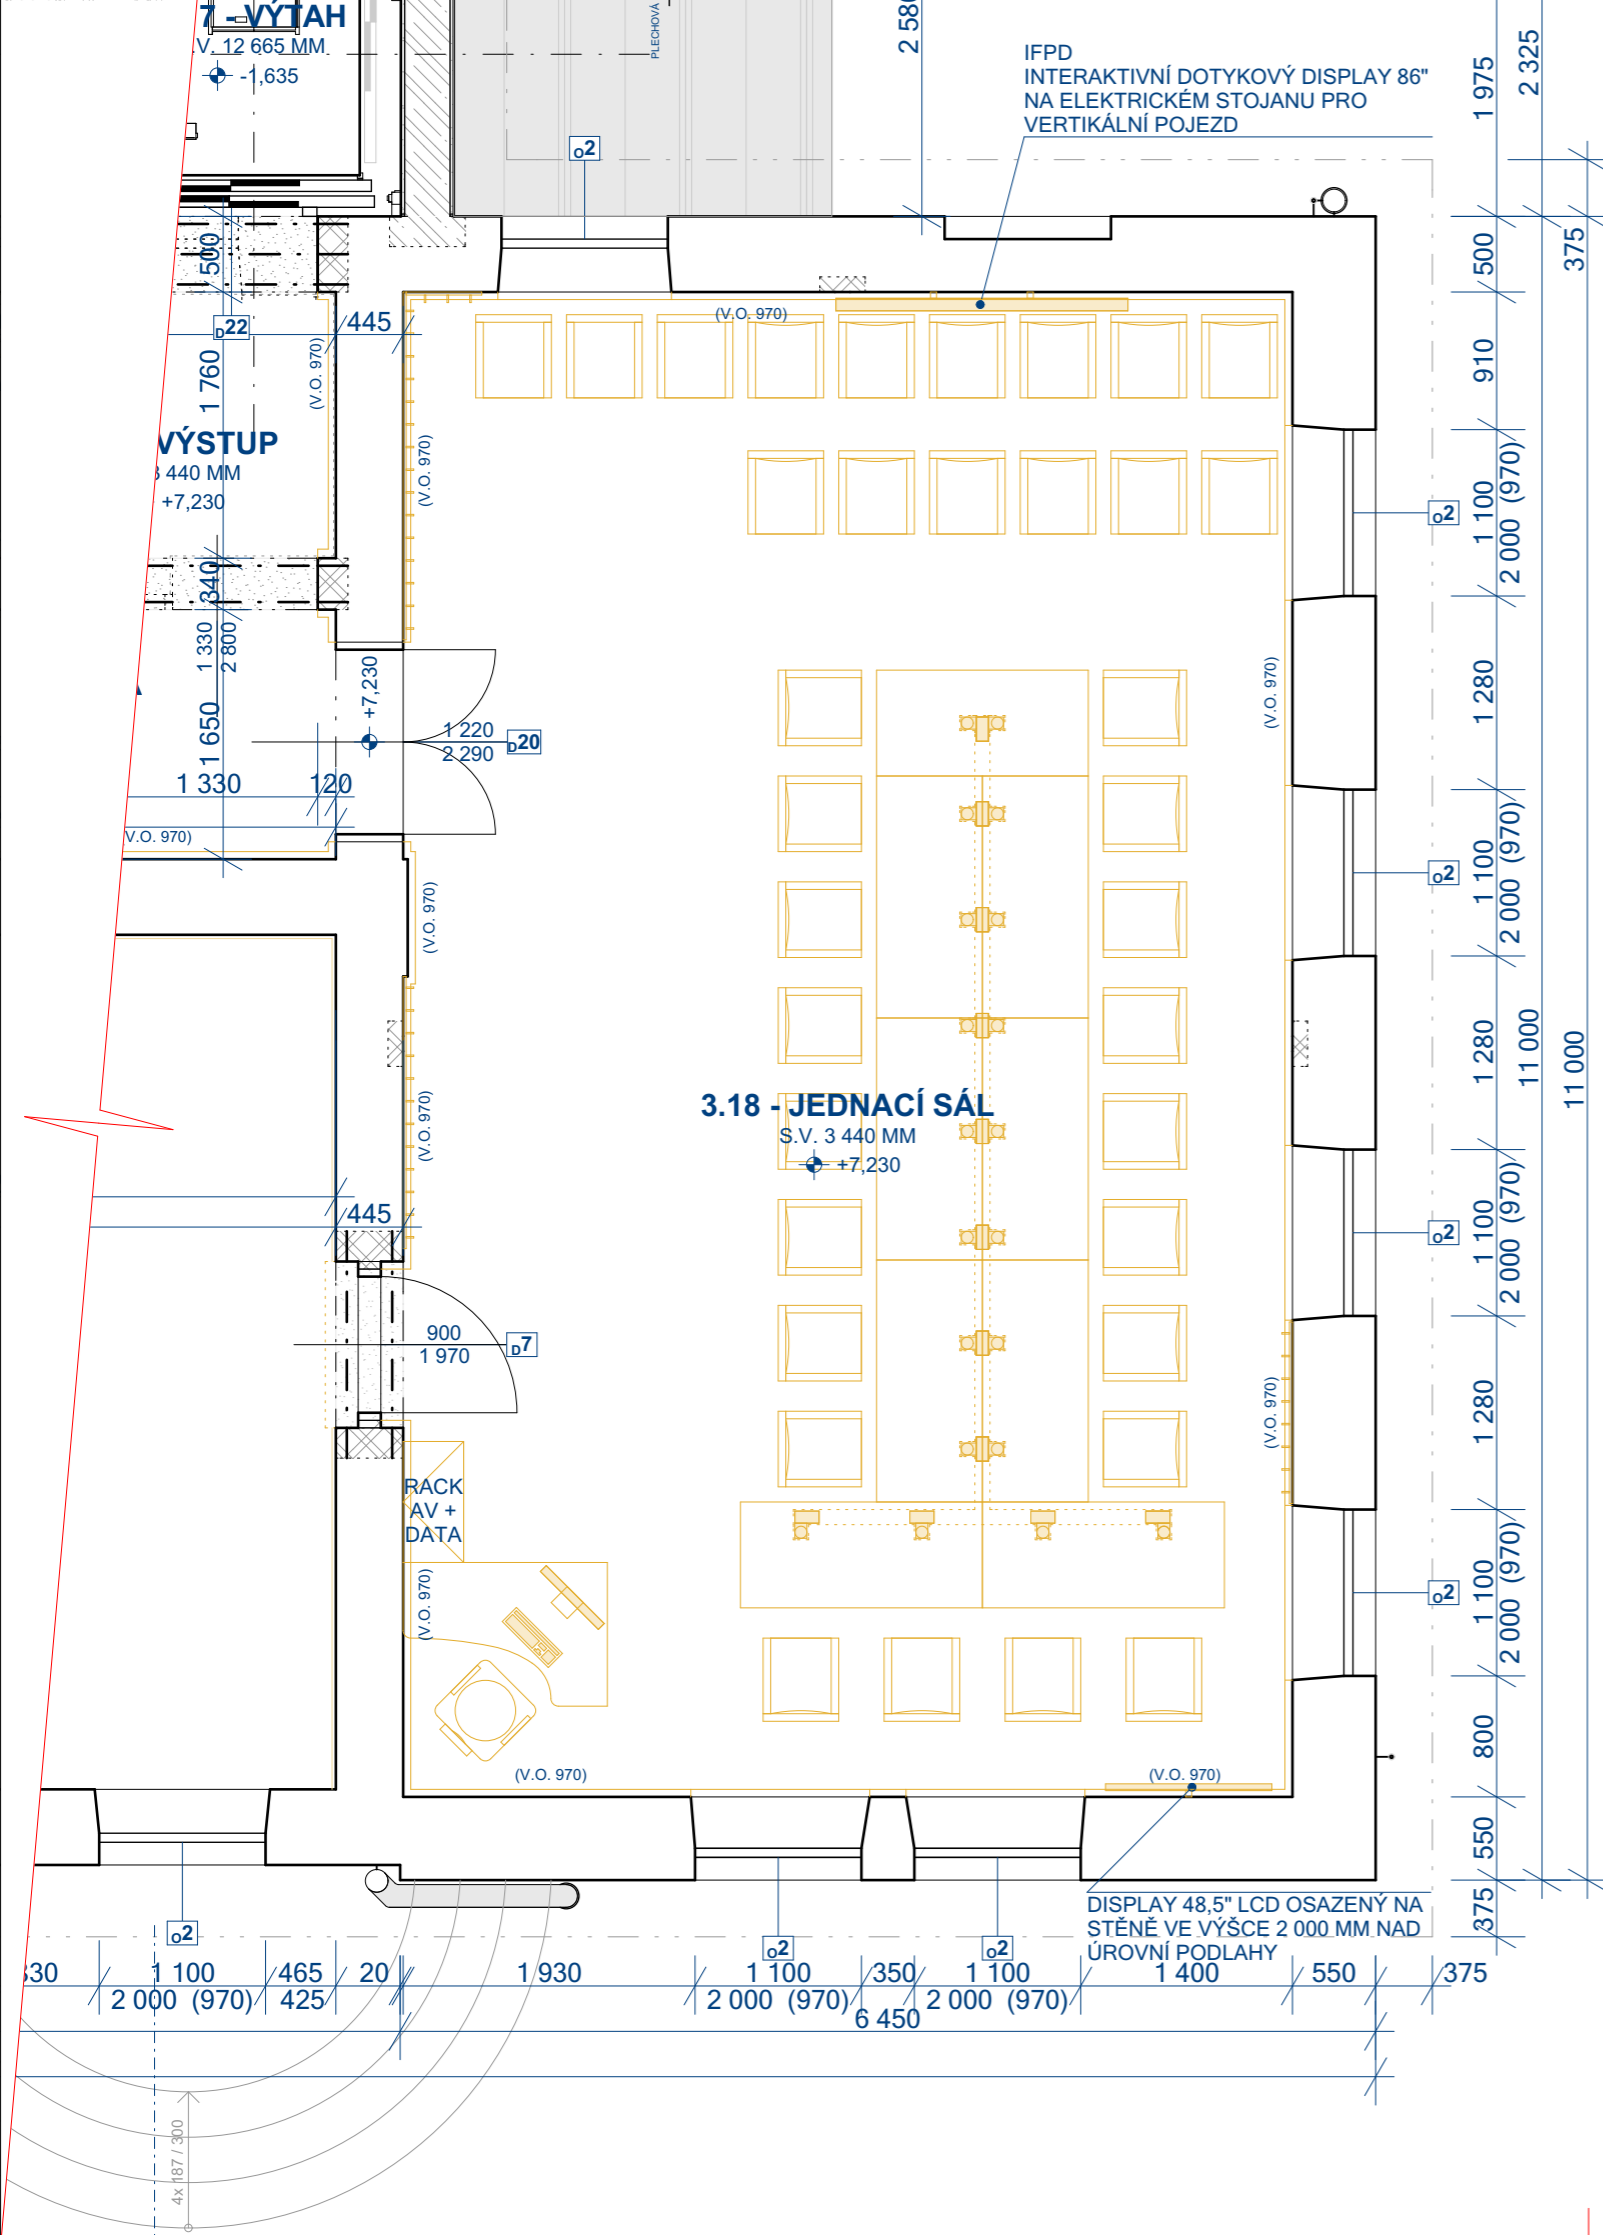 7 - VÝTAH
V. 12 665 MM
-1,635
PLECHOVÁ
IFPD
INTERAKTIVNÍ DOTYKOVÝ DISPLAY 86"
NA ELEKTRICKÉM STOJANU PRO
VERTIKÁLNÍ POJEZD
1 975
2 325
O2
500
375
500
D22
445
(V.O. 970)
(V.O. 970)
1 760
910
VÝSTUP
440 MM
+7,230
(V.O. 970)
1 100
2 000 (970)
O2
340
1 330
2 800
+7,230
(V.O. 970)
1 280
1 650
1 220
2 290
D20
1 330
120
V.O. 970)
(V.O. 970)
1 100
2 000 (970)
O2
1 280
11 000
11 000
3.18 - JEDNACÍ SÁL
S.V. 3 440 MM
+7,230
(V.O. 970)
445
1 100
2 000 (970)
O2
900
1 970
D7
(V.O. 970)
1 280
RACK
AV +
DATA
(V.O. 970)
1 100
2 000 (970)
O2
800
(V.O. 970)
(V.O. 970)
550
375
DISPLAY 48,5" LCD OSAZENÝ NA
STĚNĚ VE VÝŠCE 2 000 MM NAD
ÚROVNÍ PODLAHY
O2
O2
O2
1 100
465
20
1 930
1 100
350
1 100
1 400
550
375
2 000 (970)
425
2 000 (970)
2 000 (970)
6 450
4x 187 / 300